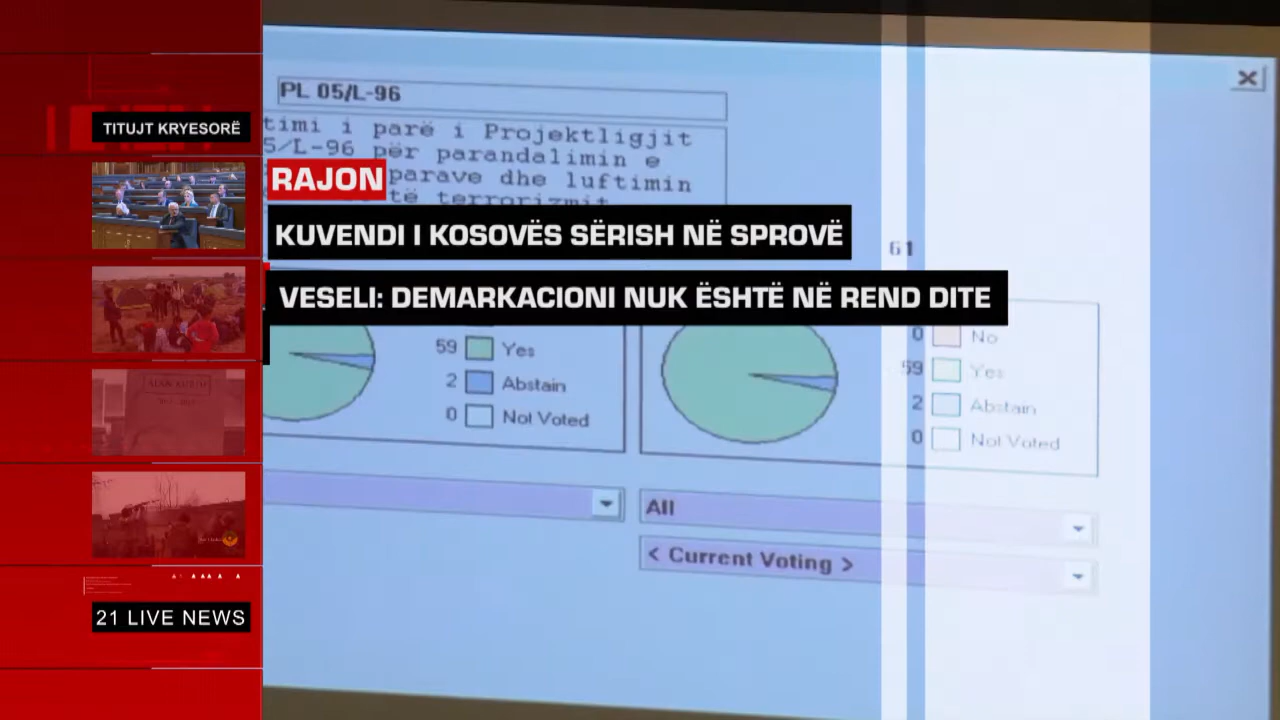 PL 05/L-96
TITUJT KRYESORË
timi i parë i Projektligjit
5/L-96 për parandalimin e
RAJON
parave dhe luftimin
të terrorizmit
KUVENDI I KOSOVËS SËRISH NË SPROVË
61
VESELI: DEMARKACIONI NUK ËSHTË NË REND DITE
0 No
59 Yes
59 Yes
2 Abstain
2 Abstain
0 Not Voted
0 Not Voted
All
< Current Voting >
21 LIVE NEWS